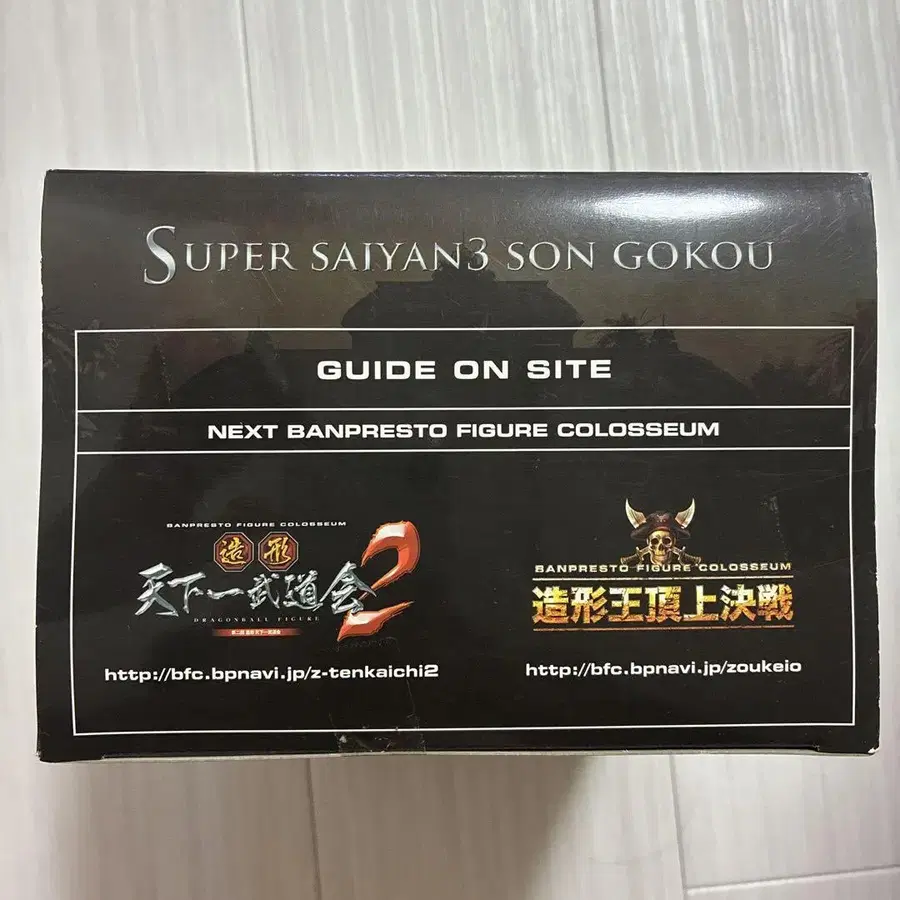 SUPER SAIYAN3 SON GOKOU
GUIDE ON SITE
NEXT BANPRESTO FIGURE COLOSSEUM
BANPRESTO FIGURE COLOSSEUM
造形
天下一武道会2
DRAGONBALL FIGURE
http://bfc.bpnavi.jp/z-tenkaichi2
BANPRESTO FIGURE COLOSSEUM
造形王頂上決戦
http://bfc.bpnavi.jp/zoukeio